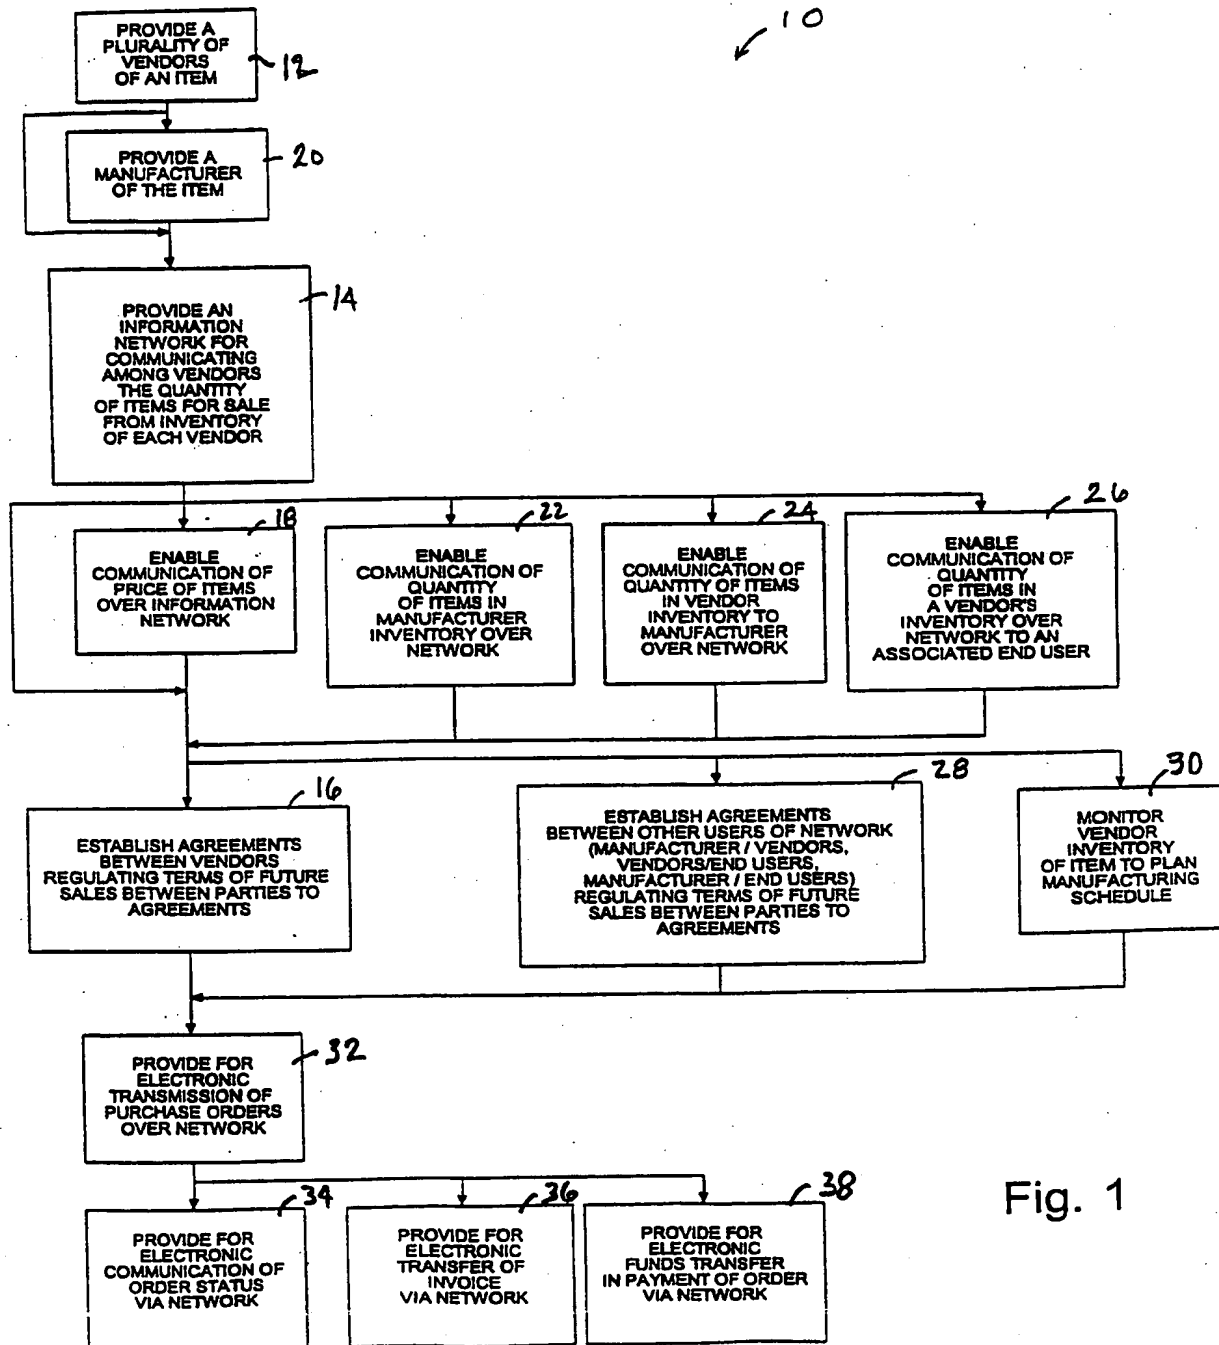 10
PROVIDE A
PLURALITY OF
VENDORS
OF AN ITEM
12
PROVIDE A
MANUFACTURER
OF THE ITEM
20
PROVIDE AN
INFORMATION
NETWORK FOR
COMMUNICATING
AMONG VENDORS
THE QUANTITY
OF ITEMS FOR SALE
FROM INVENTORY
OF EACH VENDOR
14
18
ENABLE
COMMUNICATION OF
PRICE OF ITEMS
OVER INFORMATION
NETWORK
22
ENABLE
COMMUNICATION OF
QUANTITY
OF ITEMS IN
MANUFACTURER
INVENTORY OVER
NETWORK
24
ENABLE
COMMUNICATION OF
QUANTITY OF ITEMS
IN VENDOR
INVENTORY TO
MANUFACTURER
OVER NETWORK
26
ENABLE
COMMUNICATION OF
QUANTITY
OF ITEMS IN
A VENDOR'S
INVENTORY OVER
NETWORK TO AN
ASSOCIATED END USER
16
ESTABLISH AGREEMENTS
BETWEEN VENDORS
REGULATING TERMS OF FUTURE
SALES BETWEEN PARTIES TO
AGREEMENTS
28
ESTABLISH AGREEMENTS
BETWEEN OTHER USERS OF NETWORK
(MANUFACTURER / VENDORS,
VENDORS/END USERS,
MANUFACTURER / END USERS)
REGULATING TERMS OF FUTURE
SALES BETWEEN PARTIES TO
AGREEMENTS
30
MONITOR
VENDOR
INVENTORY
OF ITEM TO PLAN
MANUFACTURING
SCHEDULE
32
PROVIDE FOR
ELECTRONIC
TRANSMISSION OF
PURCHASE ORDERS
OVER NETWORK
34
PROVIDE FOR
ELECTRONIC
COMMUNICATION OF
ORDER STATUS
VIA NETWORK
36
PROVIDE FOR
ELECTRONIC
TRANSFER OF
INVOICE
VIA NETWORK
38
PROVIDE FOR
ELECTRONIC
FUNDS TRANSFER
IN PAYMENT OF ORDER
VIA NETWORK
Fig. 1